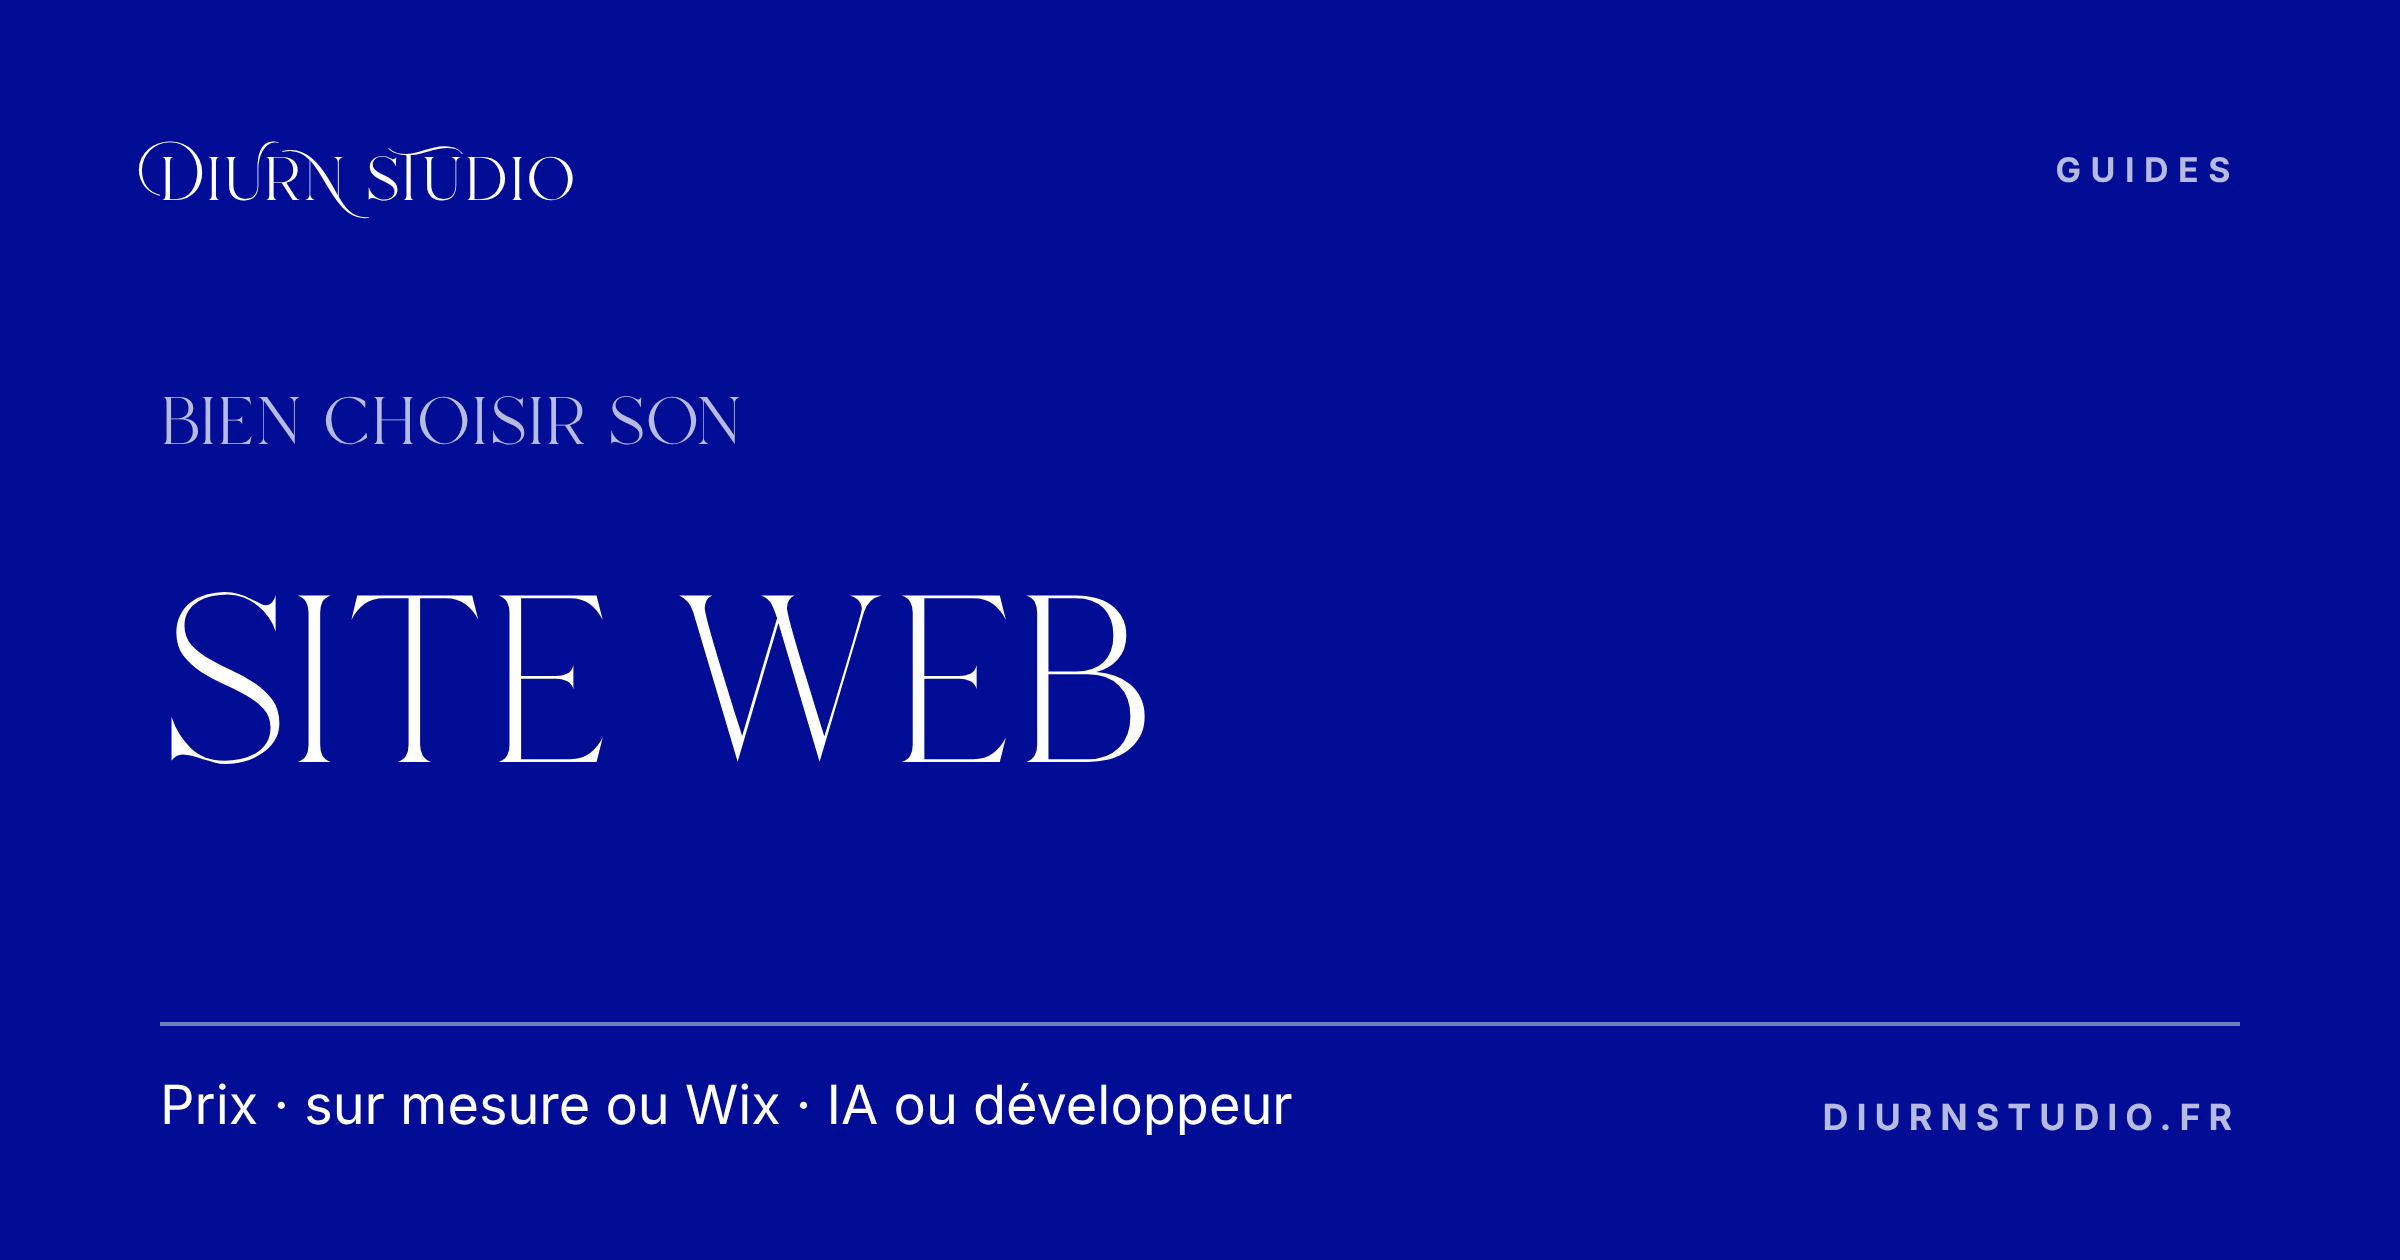 DIURN STUDIO
GUIDES
BIEN CHOISIR SON
SITE WEB
Prix · sur mesure ou Wix · IA ou développeur
DIURNSTUDIO.FR